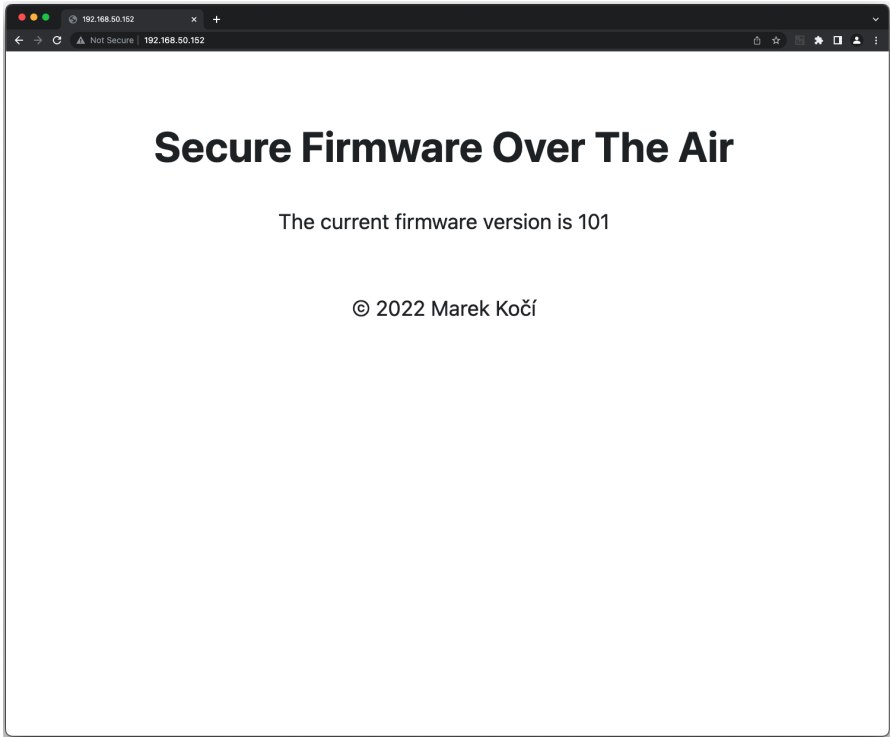 192.168.50.152
Not Secure | 192.168.50.152
Secure Firmware Over The Air
The current firmware version is 101
© 2022 Marek Kočí